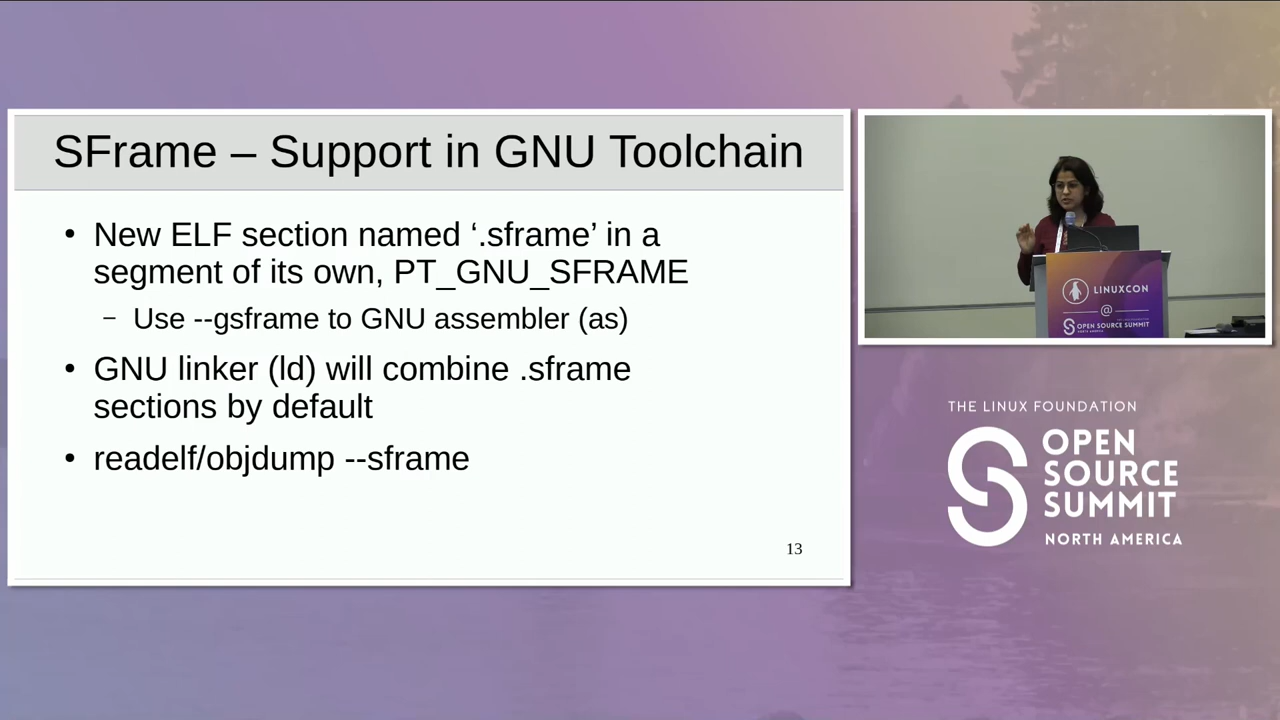 SFrame – Support in GNU Toolchain
• New ELF section named ‘.sframe’ in a
segment of its own, PT_GNU_SFRAME
– Use --gsframe to GNU assembler (as)
• GNU linker (ld) will combine .sframe
sections by default
• readelf/objdump --sframe
13
LINUXCON
@
OPEN SOURCE SUMMIT
THE LINUX FOUNDATION
OPEN
SOURCE
SUMMIT
NORTH AMERICA